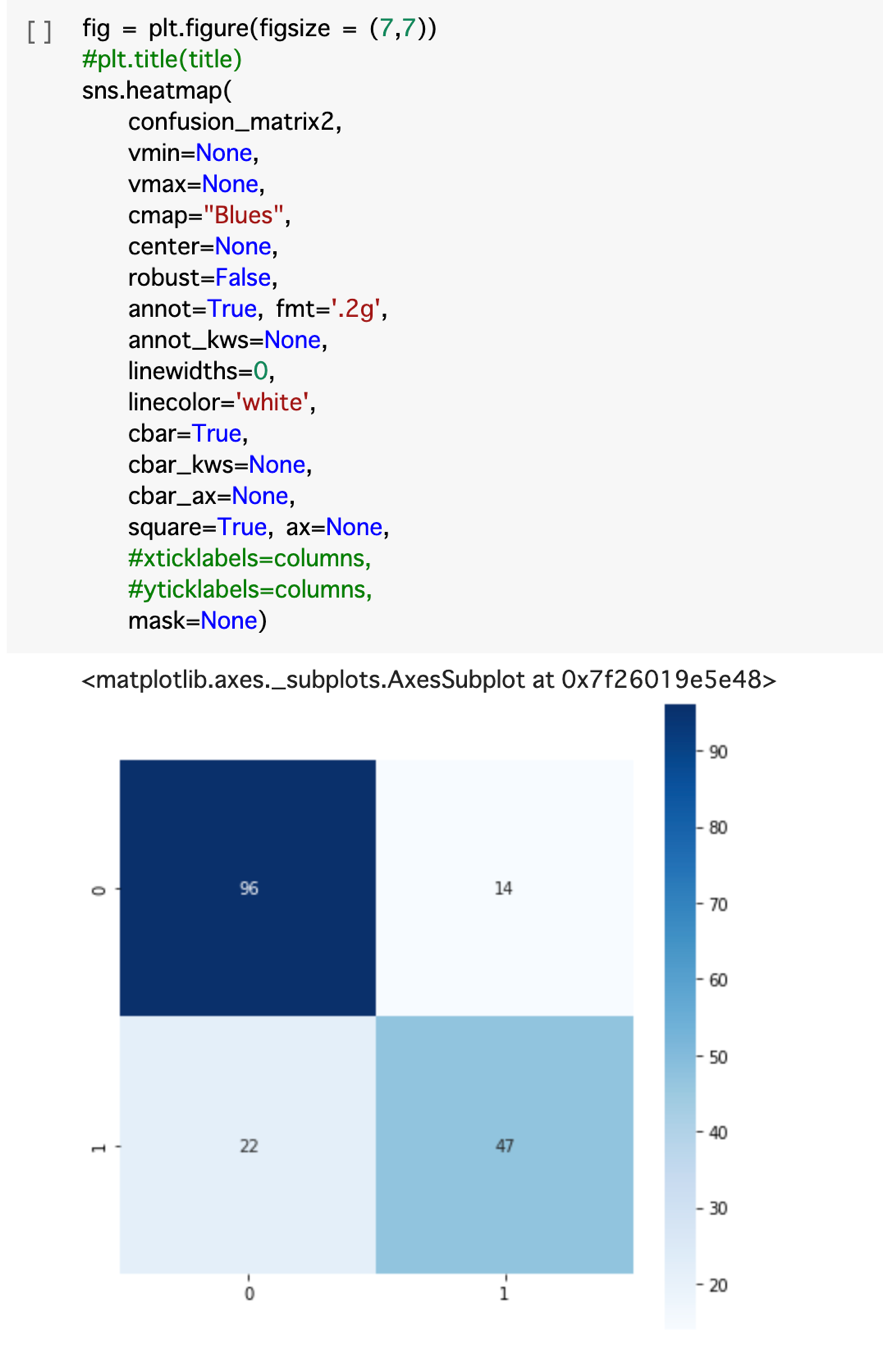 [ ] fig = plt.figure(figsize = (7,7))
#plt.title(title)
sns.heatmap(
confusion_matrix2,
vmin=None,
vmax=None,
cmap="Blues",
center=None,
robust=False,
annot=True, fmt='.2g',
annot_kws=None,
linewidths=0,
linecolor='white',
cbar=True,
cbar_kws=None,
cbar_ax=None,
square=True, ax=None,
#xticklabels=columns,
#yticklabels=columns,
mask=None)
<matplotlib.axes._subplots.AxesSubplot at 0x7f26019e5e48>
90
80
0 96 14
70
60
50
1 22 47
40
30
20
0 1